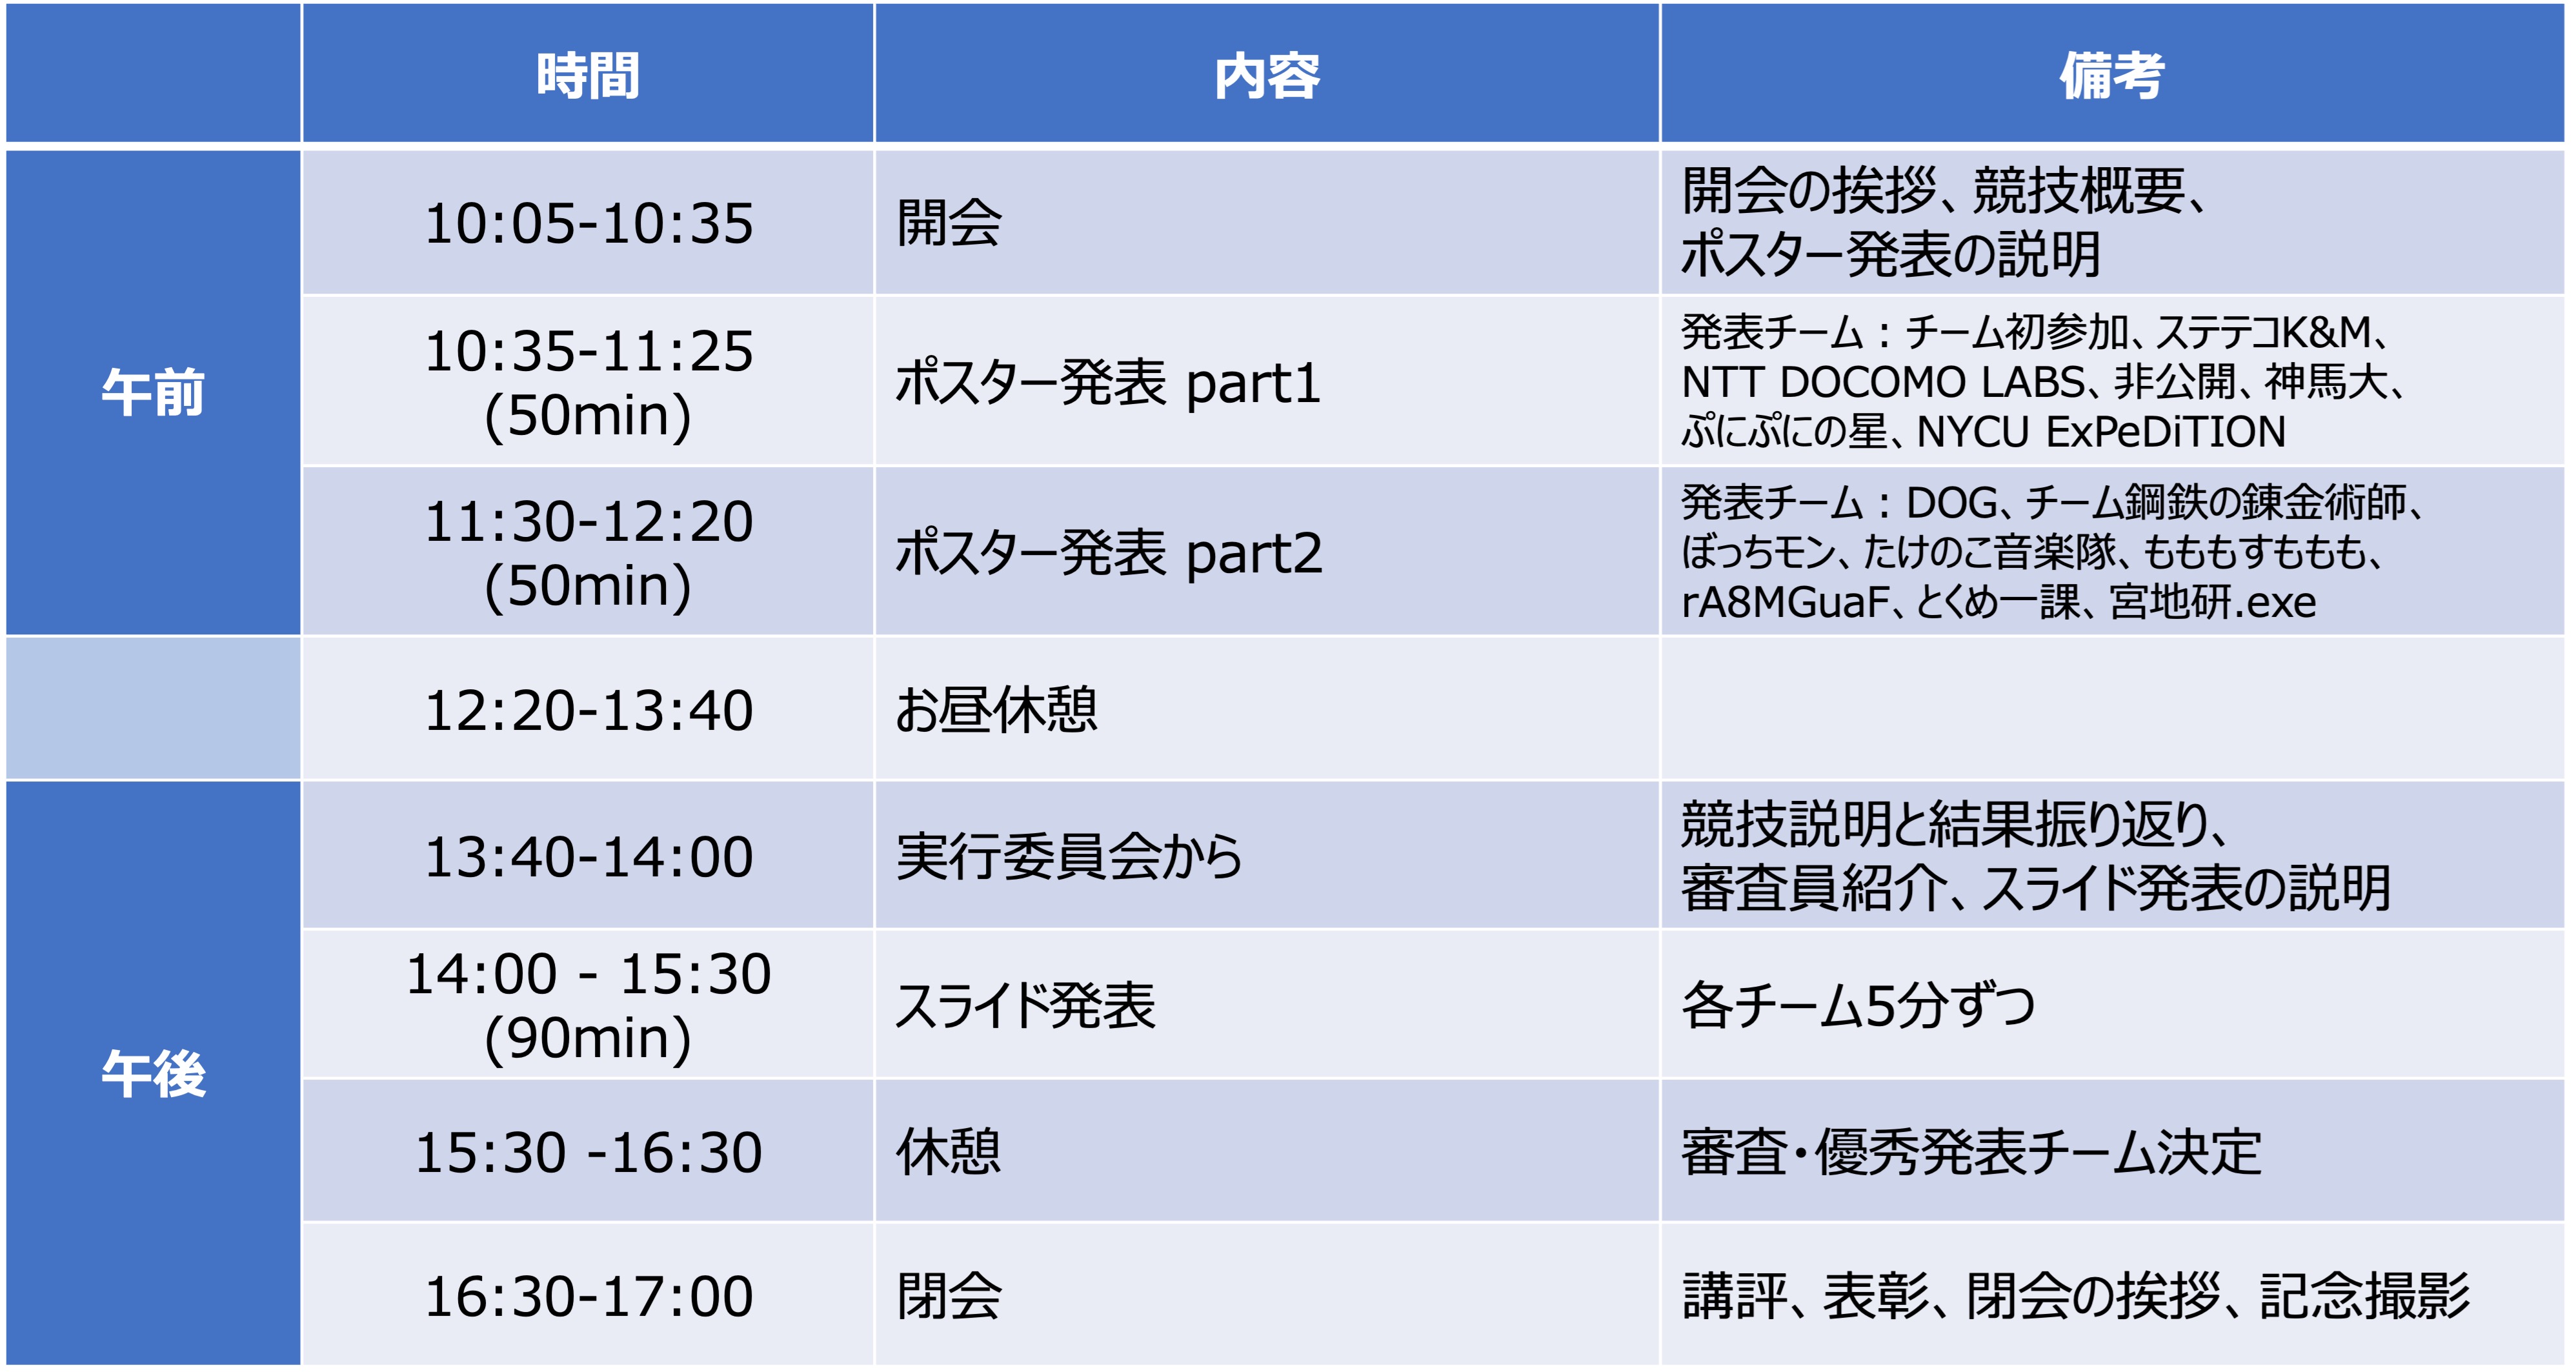 時間 内容 備考
午前
10:05-10:35
開会
開会の挨拶、競技概要、
ポスター発表の説明
10:35-11:25
(50min)
ポスター発表 part1
発表チーム：チーム初参加、ステテコK&M、
NTT DOCOMO LABS、非公開、神馬大、
ぷにぷにの星、NYCU ExPeDiTION
11:30-12:20
(50min)
ポスター発表 part2
発表チーム：DOG、チーム鋼鉄の錬金術師、
ぼっちモン、たけのこ音楽隊、もももすももも、
rA8MGuaF、とくめ一課、宮地研.exe
12:20-13:40
お昼休憩
午後
13:40-14:00
実行委員会から
競技説明と結果振り返り、
審査員紹介、スライド発表の説明
14:00 - 15:30
(90min)
スライド発表
各チーム5分ずつ
15:30 -16:30
休憩
審査・優秀発表チーム決定
16:30-17:00
閉会
講評、表彰、閉会の挨拶、記念撮影